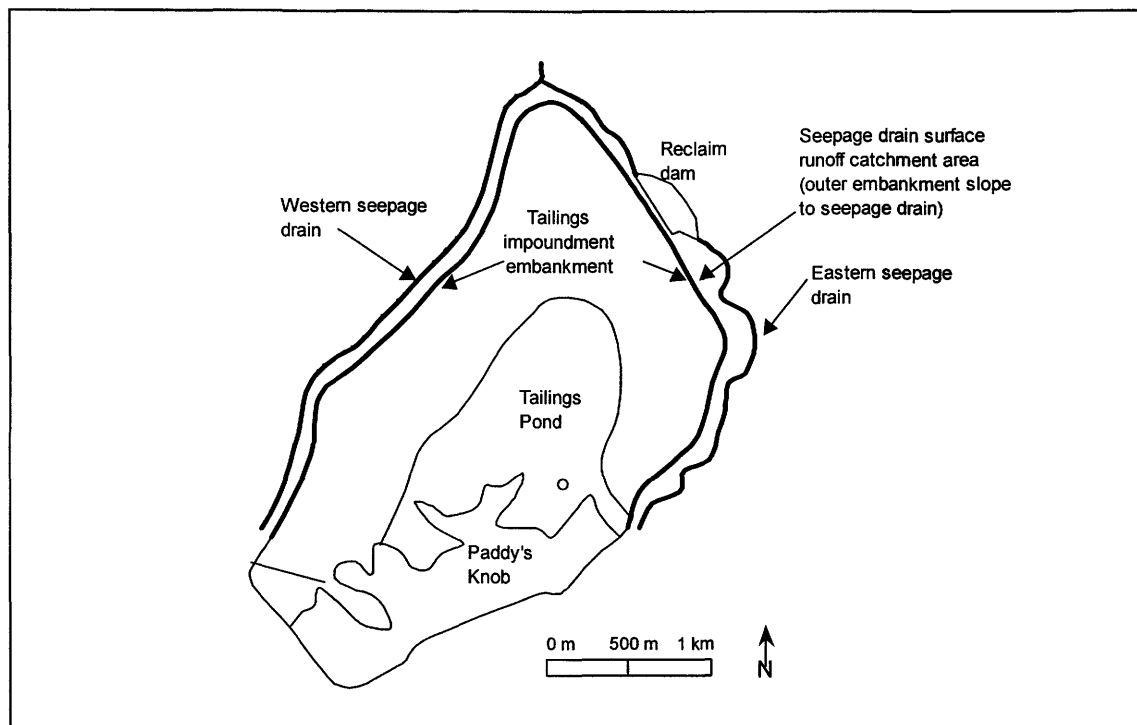 Reclaim
dam
Seepage drain surface
runoff catchment area
(outer embankment slope
to seepage drain)
Western seepage
drain
Tailings
impoundment
embankment
Eastern seepage
drain
Tailings
Pond
Paddy's
Knob
0 m 500 m 1 km
N